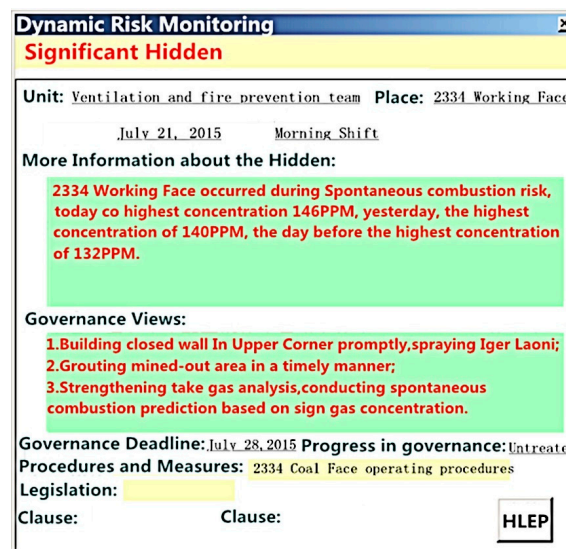 Dynamic Risk Monitoring
Significant Hidden
Unit: Ventilation and fire prevention team Place: 2334 Working Face
July 21, 2015 Morning Shift
More Information about the Hidden:
2334 Working Face occurred during Spontaneous combustion risk,
today co highest concentration 146PPM, yesterday, the highest
concentration of 140PPM, the day before the highest concentration
of 132PPM.
Governance Views:
1.Building closed wall In Upper Corner promptly,spraying Iger Laoni;
2.Grouting mined-out area in a timely manner;
3.Strengthening take gas analysis,conducting spontaneous
combustion prediction based on sign gas concentration.
Governance Deadline: July 28,2015 Progress in governance: Untreate
Procedures and Measures: 2334 Coal Face operating procedures
Legislation:
Clause: Clause:
HLEP